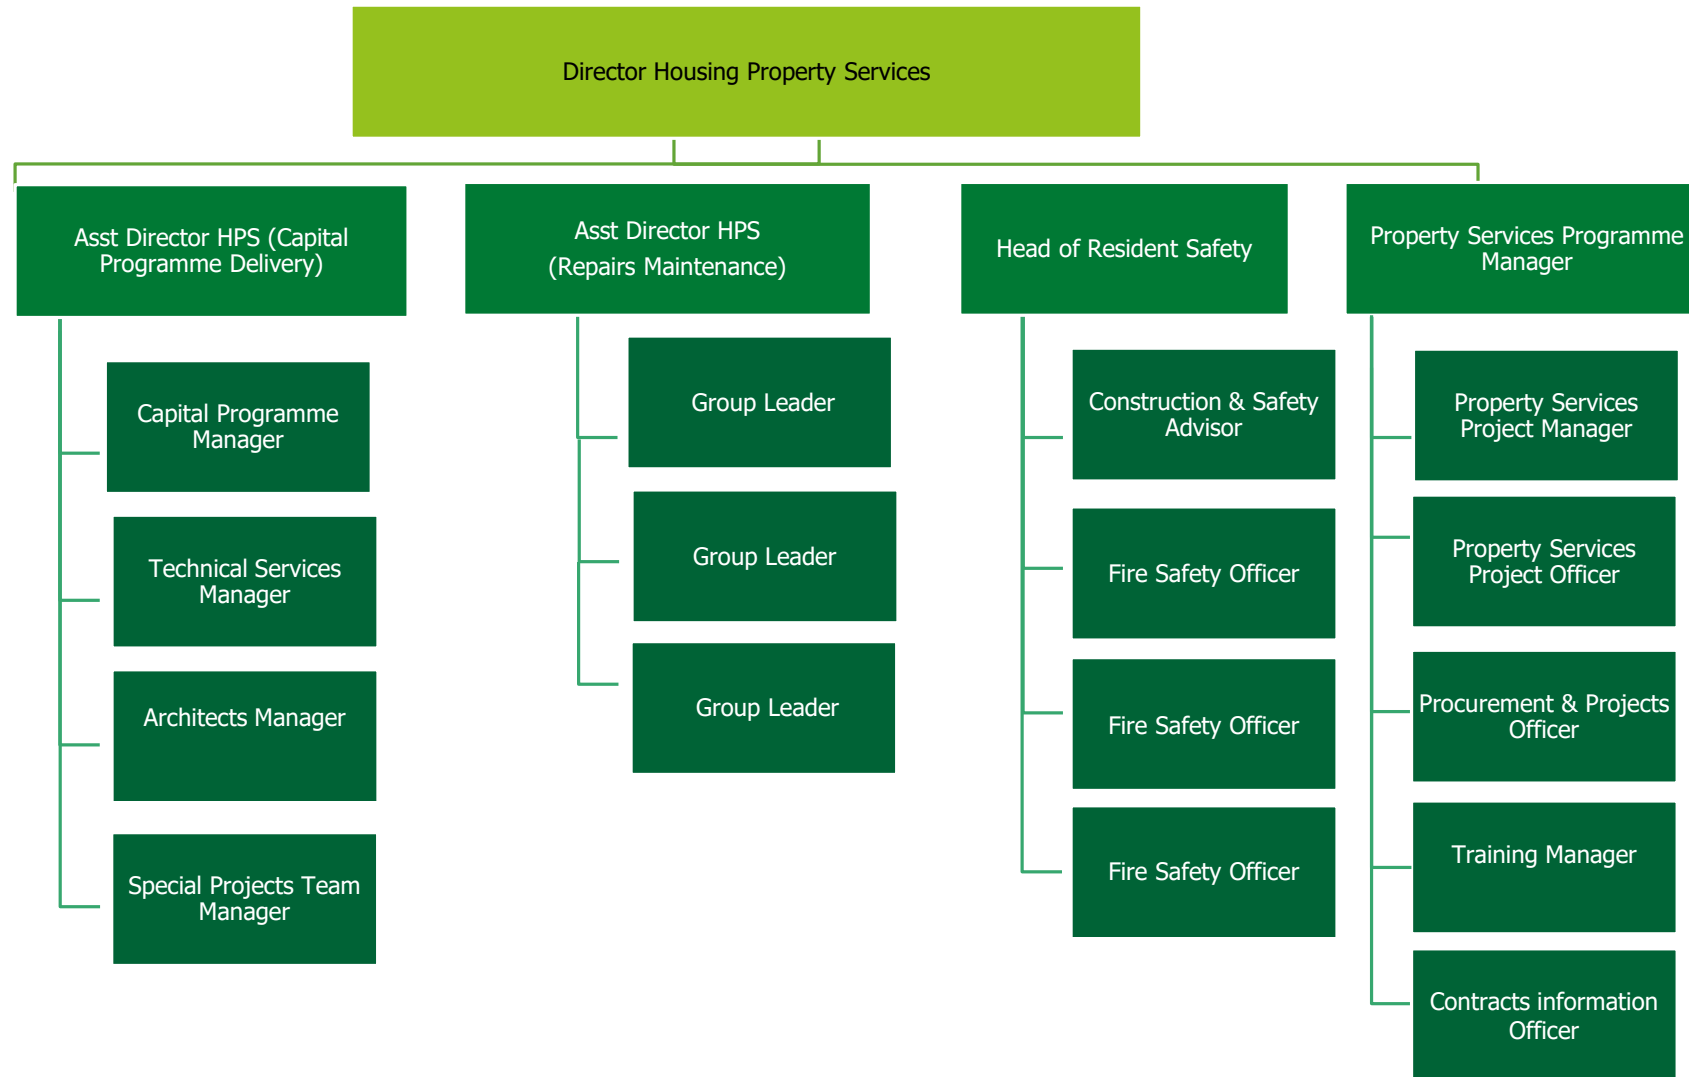 Director Housing Property Services
Asst Director HPS (Capital
Programme Delivery)
Asst Director HPS
(Repairs Maintenance)
Head of Resident Safety
Property Services Programme
Manager
Capital Programme
Manager
Technical Services
Manager
Architects Manager
Special Projects Team
Manager
Group Leader
Group Leader
Group Leader
Construction & Safety
Advisor
Fire Safety Officer
Fire Safety Officer
Fire Safety Officer
Property Services
Project Manager
Property Services
Project Officer
Procurement & Projects
Officer
Training Manager
Contracts information
Officer